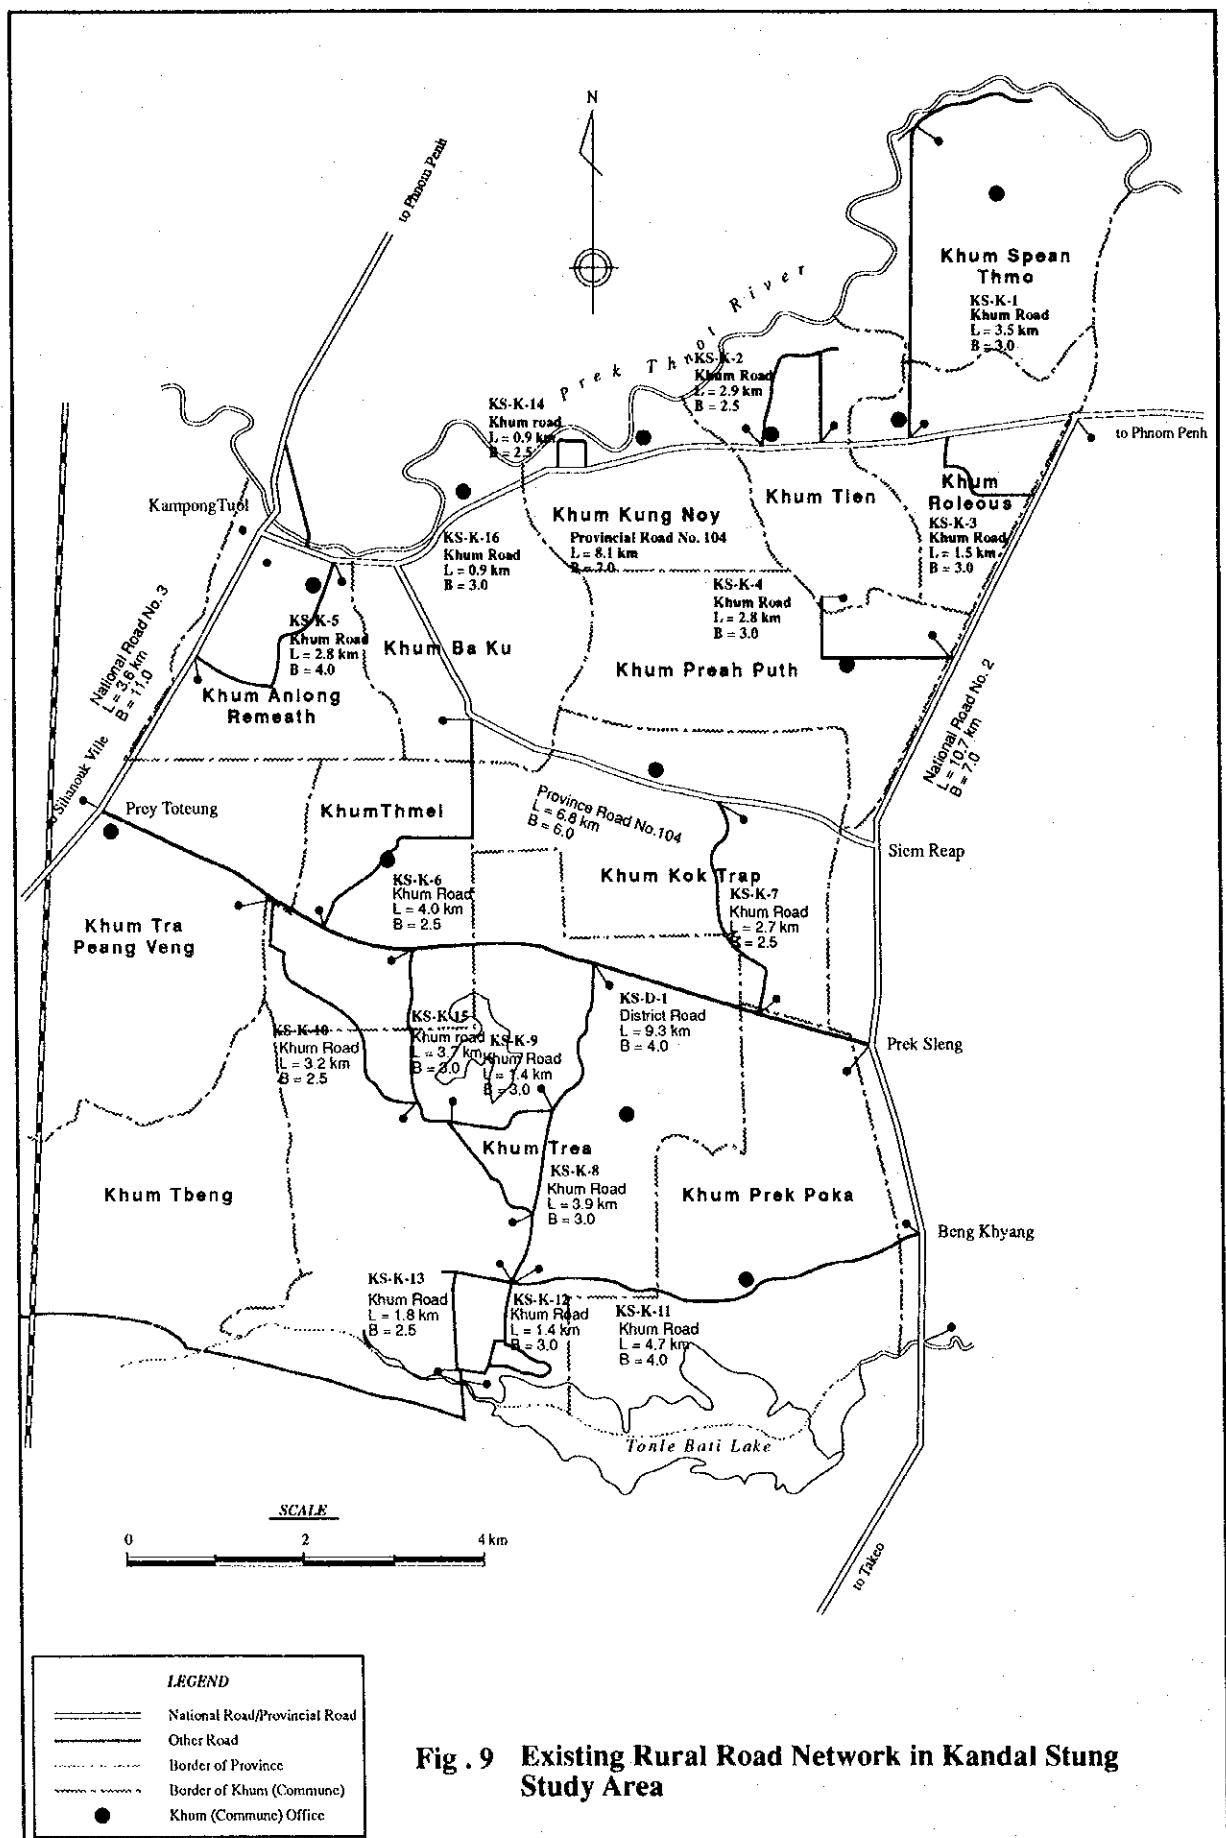 N
to Phnom Penh
Prek Thnot River
Khum Spean
Thmo
KS-K-1
Khum Road
L = 3.5 km
B = 3.0
KS-K-2
Khum Road
L = 2.9 km
B = 2.5
KS-K-14
Khum road
L = 0.9 km
B = 2.5
to Phnom Penh
Kampong Tuol
Khum Tien
Khum
Roleous
KS-K-3
Khum Road
L = 1.5 km
B = 3.0
Khum Kung Noy
Provincial Road No. 104
L = 8.1 km
B = 7.0
KS-K-16
Khum Road
L = 0.9 km
B = 3.0
KS-K-4
Khum Road
L = 2.8 km
B = 3.0
KS-K-5
Khum Road
L = 2.8 km
B = 4.0
Khum Ba Ku
Khum Preah Puth
National Road No. 3
L = 3.6 km
B = 11.0
Khum Anlong
Remeath
National Road No. 2
L = 10.7 km
B = 7.0
Sihanouk Ville
Prey Toteung
Khum Thmei
Province Road No.104
L = 6.8 km
B = 6.0
Siem Reap
KS-K-6
Khum Road
L = 4.0 km
B = 2.5
Khum Kok Trap
KS-K-7
Khum Road
L = 2.7 km
B = 2.5
Khum Tra
Peang Veng
KS-D-1
District Road
L = 9.3 km
B = 4.0
KS-K-10
Khum Road
L = 3.2 km
B = 2.5
KS-K-15
Khum road
L = 3.7 km
B = 3.0
KS-K-9
Khum Road
L = 1.4 km
B = 3.0
Prek Sleng
Khum Trea
Khum Tbeng
KS-K-8
Khum Road
L = 3.9 km
B = 3.0
Khum Prek Poka
Beng Khyang
KS-K-13
Khum Road
L = 1.8 km
B = 2.5
KS-K-12
Khum Road
L = 1.4 km
B = 3.0
KS-K-11
Khum Road
L = 4.7 km
B = 4.0
Tonle Bati Lake
SCALE
0 2 4 km
to Takeo
LEGEND
National Road/Provincial Road
Other Road
Border of Province
Border of Khum (Commune)
Khum (Commune) Office
Fig . 9 Existing Rural Road Network in Kandal Stung
Study Area